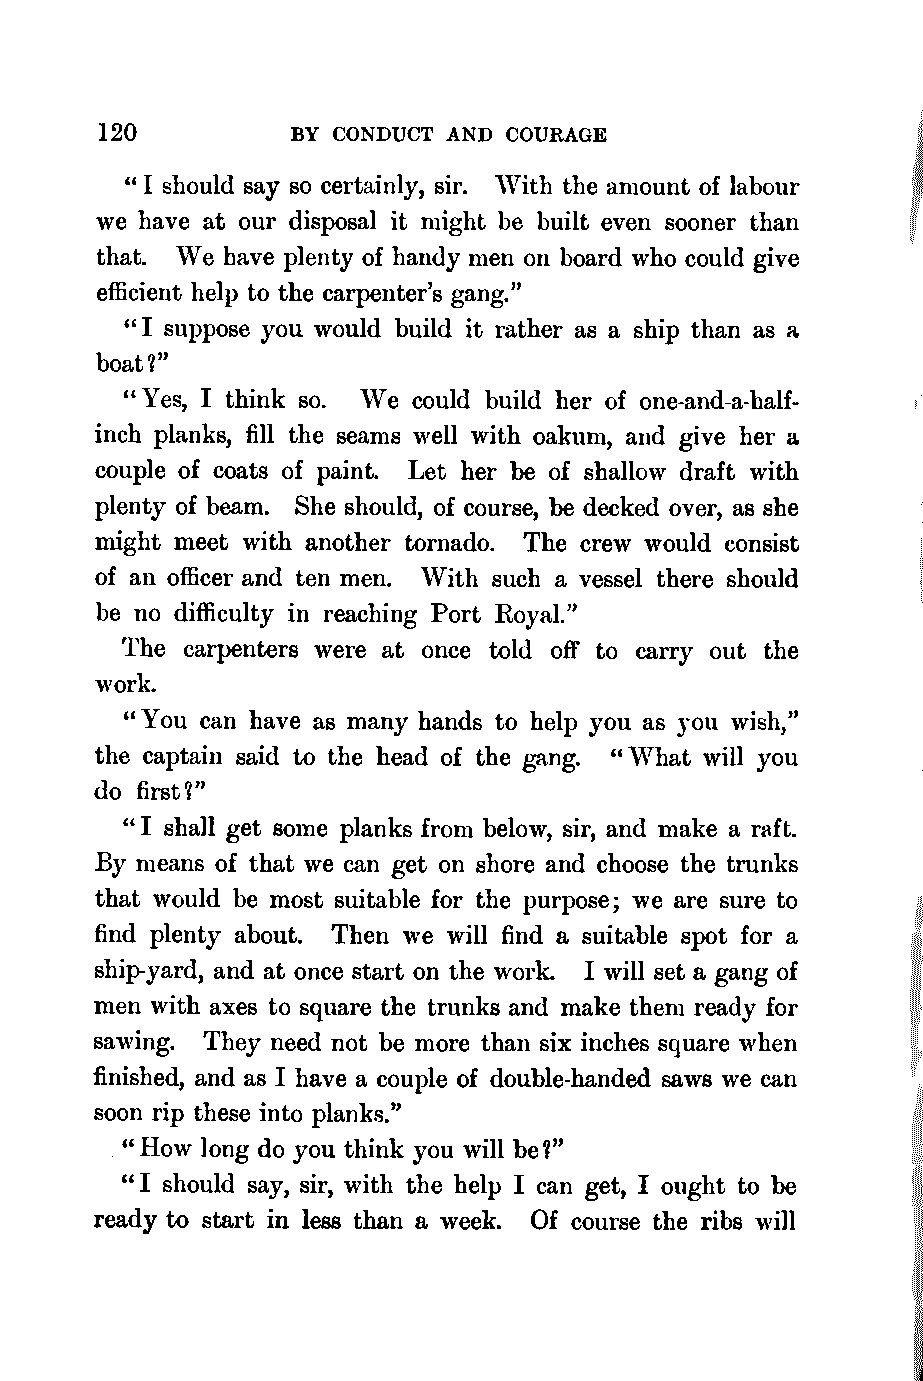 120 BY CONDUCT AND COURAGE
"I should say so certainly, sir. With the amount of labour
we have at our disposal it might be built even sooner than
that. We have plenty of handy men on board who could give
efficient help to the carpenter's gang."
"I suppose you would build it rather as a ship than as a
boat?"
"Yes, I think so. We could build her of one-and-a-half-
inch planks, fill the seams well with oakum, and give her a
couple of coats of paint. Let her be of shallow draft with
plenty of beam. She should, of course, be decked over, as she
might meet with another tornado. The crew would consist
of an officer and ten men. With such a vessel there should
be no difficulty in reaching Port Royal."
The carpenters were at once told off to carry out the
work.
"You can have as many hands to help you as you wish,"
the captain said to the head of the gang. "What will you
do first?"
"I shall get some planks from below, sir, and make a raft.
By means of that we can get on shore and choose the trunks
that would be most suitable for the purpose; we are sure to
find plenty about. Then we will find a suitable spot for a
ship-yard, and at once start on the work. I will set a gang of
men with axes to square the trunks and make them ready for
sawing. They need not be more than six inches square when
finished, and as I have a couple of double-handed saws we can
soon rip these into planks."
"How long do you think you will be?"
"I should say, sir, with the help I can get, I ought to be
ready to start in less than a week. Of course the ribs will